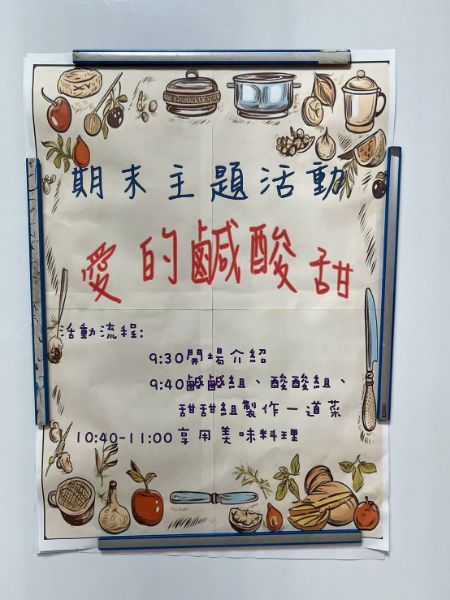 期末主題活動
愛的鹹酸甜
活動流程:
9:30開場介紹
9:40鹹鹹組、酸酸組、
甜甜組製作一道菜
10:40-11:00享用美味料理